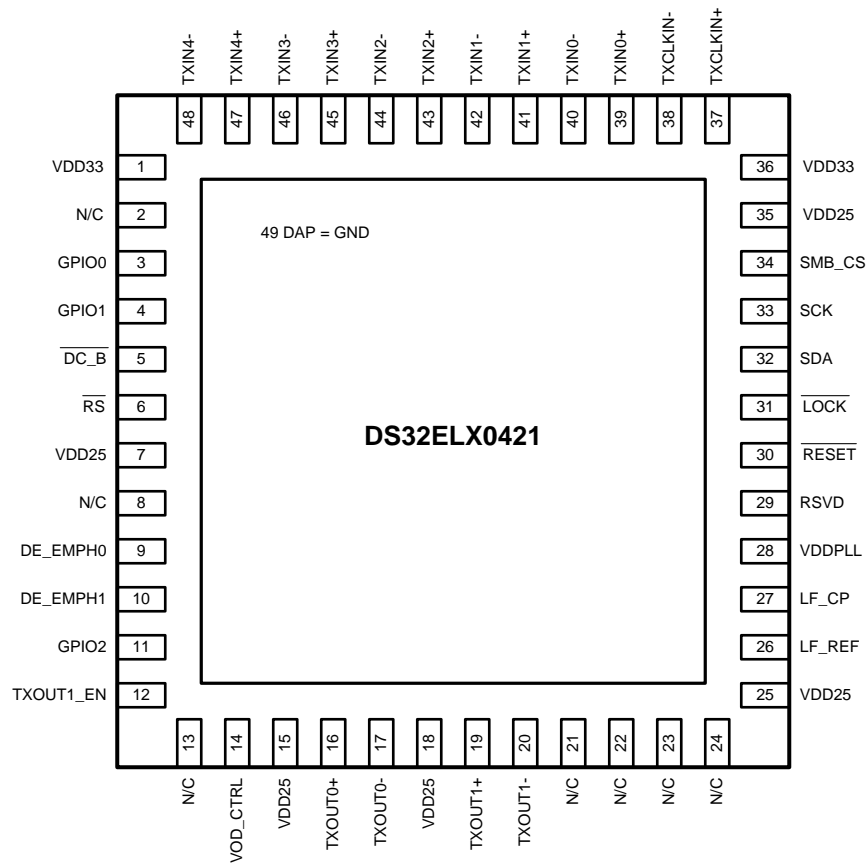 TXIN4-
TXIN4+
TXIN3-
TXIN3+
TXIN2-
TXIN2+
TXIN1-
TXIN1+
TXIN0-
TXIN0+
TXCLKIN-
TXCLKIN+
48 47 46 45 44 43 42 41 40 39 38 37
VDD33 1
N/C 2
GPIO0 3
GPIO1 4
DC_B 5
RS 6
VDD25 7
N/C 8
DE_EMPH0 9
DE_EMPH1 10
GPIO2 11
TXOUT1_EN 12
49 DAP = GND
DS32ELX0421
36 VDD33
35 VDD25
34 SMB_CS
33 SCK
32 SDA
31 LOCK
30 RESET
29 RSVD
28 VDDPLL
27 LF_CP
26 LF_REF
25 VDD25
13 14 15 16 17 18 19 20 21 22 23 24
N/C
VOD_CTRL
VDD25
TXOUT0+
TXOUT0-
VDD25
TXOUT1+
TXOUT1-
N/C
N/C
N/C
N/C